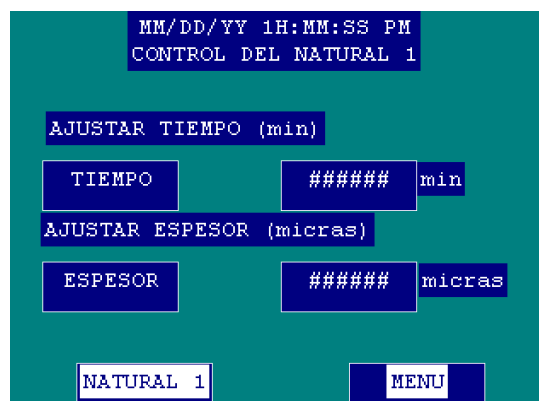 MM/DD/YY 1H:MM:SS PM
CONTROL DEL NATURAL 1
AJUSTAR TIEMPO (min)
TIEMPO ###### min
AJUSTAR ESPESOR (micras)
ESPESOR ###### micras
NATURAL 1 MENU